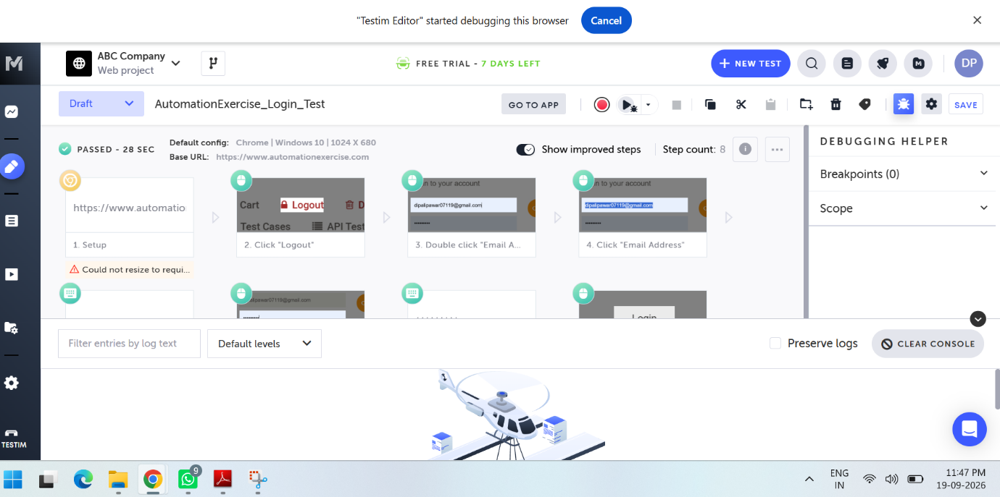 "Testim Editor" started debugging this browser
Cancel
ABC Company
Web project
FREE TRIAL - 7 DAYS LEFT
NEW TEST
DP
Draft
AutomationExercise_Login_Test
GO TO APP
SAVE
PASSED - 28 SEC
Default config: Chrome | Windows 10 | 1024 X 680
Base URL: https://www.automationexercise.com
Show improved steps
Step count: 8
DEBUGGING HELPER
Breakpoints (0)
Scope
https://www.automatio
1. Setup
Could not resize to requi...
Cart
Logout
D
Test Cases
API Test
2. Click "Logout"
n to your account
dipalipawar07119@gmail.com
3. Double click "Email A...
n to your account
dipalipawar07119@gmail.com
4. Click "Email Address"
alipawar07119@gmail.com
Login
Filter entries by log text
Default levels
Preserve logs
CLEAR CONSOLE
TESTIM
9
ENG
IN
11:47 PM
19-09-2026